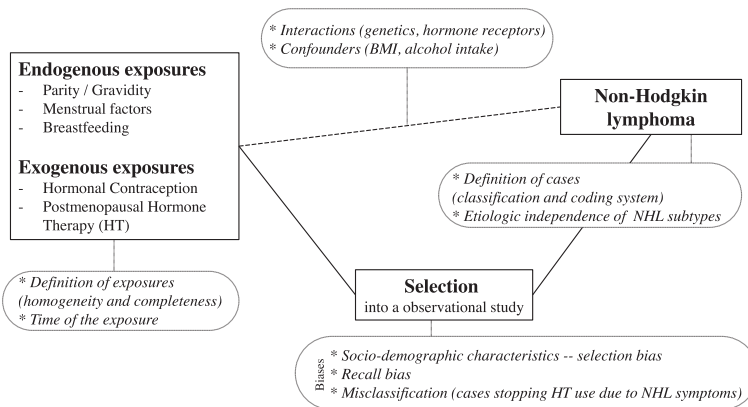 * Interactions (genetics, hormone receptors)
* Confounders (BMI, alcohol intake)
Endogenous exposures
- Parity / Gravidity
- Menstrual factors
- Breastfeeding
Exogenous exposures
- Hormonal Contraception
- Postmenopausal Hormone
Therapy (HT)
Non-Hodgkin
lymphoma
* Definition of cases
(classification and coding system)
* Etiologic independence of NHL subtypes
* Definition of exposures
(homogeneity and completeness)
* Time of the exposure
Selection
into a observational study
Biases
* Socio-demographic characteristics -- selection bias
* Recall bias
* Misclassification (cases stopping HT use due to NHL symptoms)